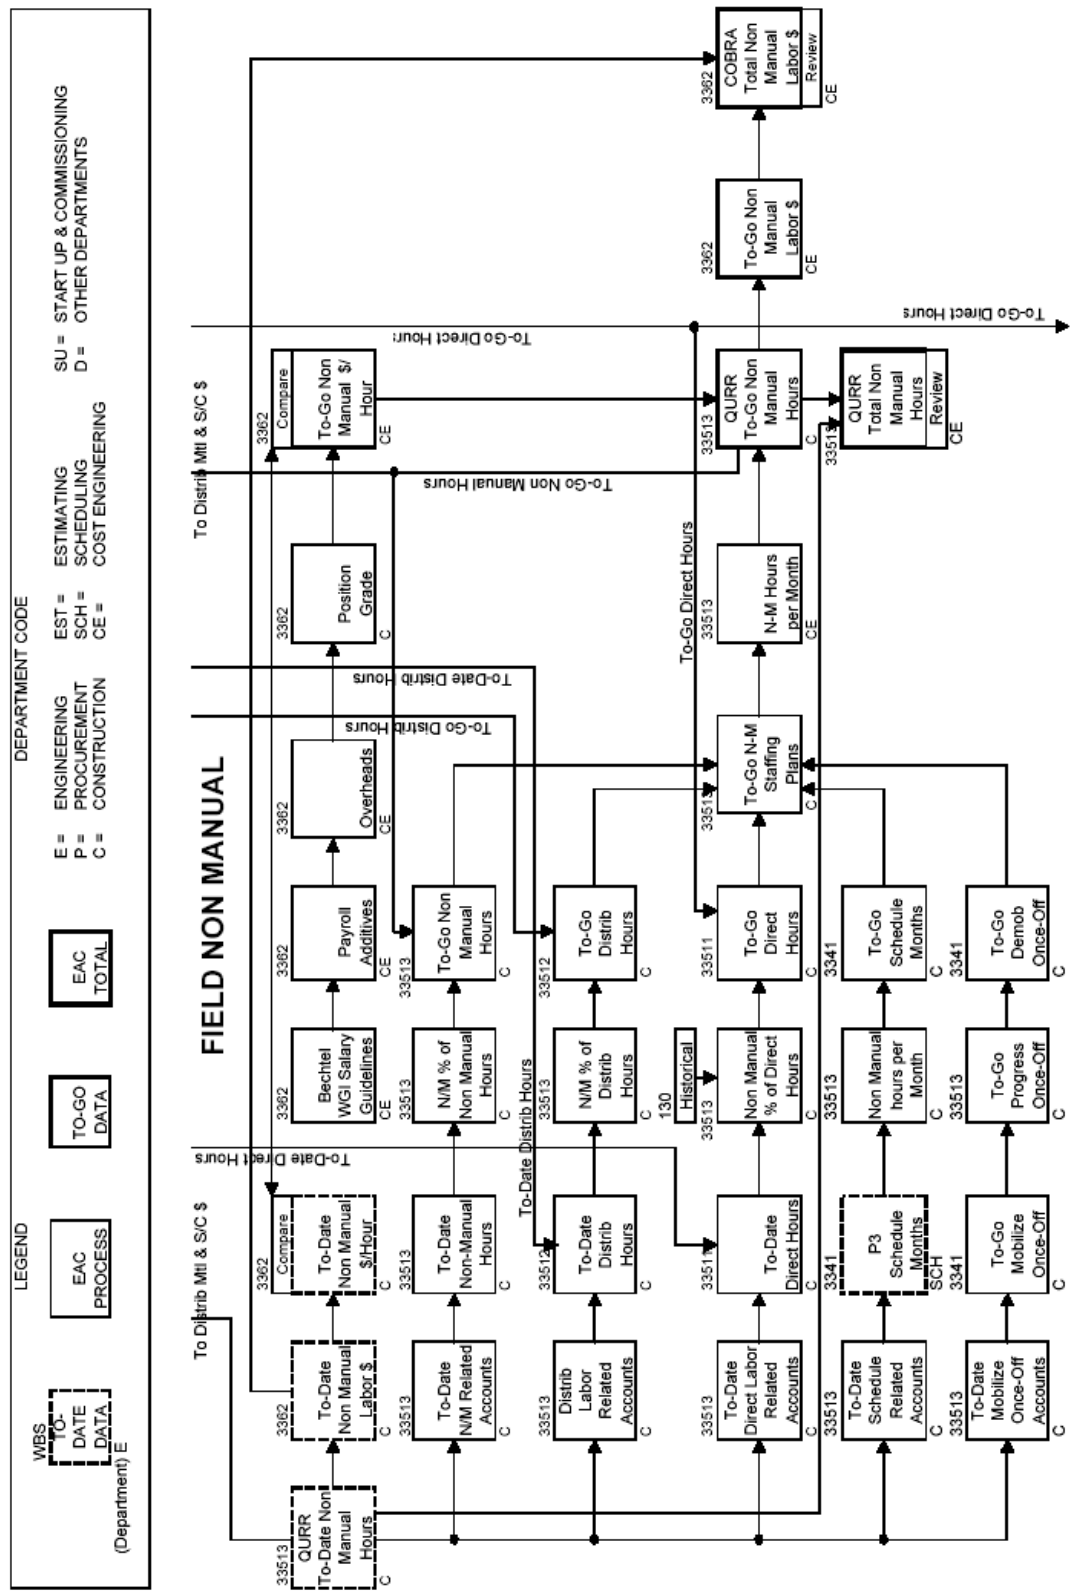 LEGEND
DEPARTMENT CODE
WBS
TO-
DATE
DATA
(Department) E
EAC
PROCESS
TO-GO
DATA
EAC
TOTAL
E = ENGINEERING
P = PROCUREMENT
C = CONSTRUCTION
EST = ESTIMATING
SCH = SCHEDULING
CE = COST ENGINEERING
SU = START UP & COMMISSIONING
D = OTHER DEPARTMENTS
FIELD NON MANUAL
To Distrib Mtl & S/C $
To Distrib Mtl & S/C $
33513
QURR
To-Date Non
Manual
Hours
C
3362
To-Date
Non Manual
Labor $
C
3362
Compare
To-Date
Non Manual
$/Hour
C
To-Date Direct Hours
3362
Bechtel
WGI Salary
Guidelines
CE
3362
Payroll
Additives
CE
3362
Overheads
CE
To-Go Distrib Hours
To-Date Distrib Hours
3362
Position
Grade
C
3362
Compare
To-Go Non
Manual $/
Hour
CE
To-Go Direct Hours
33513
To-Date
N/M Related
Accounts
C
33513
To-Date
Non-Manual
Hours
C
33513
N/M % of
Non Manual
Hours
C
33513
To-Go Non
Manual
Hours
C
To-Go Non Manual Hours
33513
Distrib
Labor
Related
Accounts
C
To-Date Distrib Hours
33512
To-Date
Distrib
Hours
C
33513
N/M % of
Distrib
Hours
C
33512
To-Go
Distrib
Hours
C
130
Historical
To-Go Direct Hours
33513
To-Date
Direct Labor
Related
Accounts
C
33511
To-Date
Direct Hours
C
33513
Non Manual
% of Direct
Hours
C
33511
To-Go
Direct
Hours
C
33513
To-Go N-M
Staffing
Plans
C
33513
N-M Hours
per Month
CE
33513
QURR
To-Go Non
Manual
Hours
C
3362
To-Go Non
Manual
Labor $
CE
3362
COBRA
Total Non
Manual
Labor $
Review
CE
33513
To-Date
Schedule
Related
Accounts
C
3341
P3
Schedule
Months
SCH
33513
Non Manual
hours per
Month
C
3341
To-Go
Schedule
Months
C
33513
QURR
Total Non
Manual
Hours
Review
CE
To-Go Direct Hours
33513
To-Date
Mobilize
Once-Off
Accounts
C
3341
To-Go
Mobilize
Once-Off
C
33513
To-Go
Progress
Once-Off
C
3341
To-Go
Demob
Once-Off
C